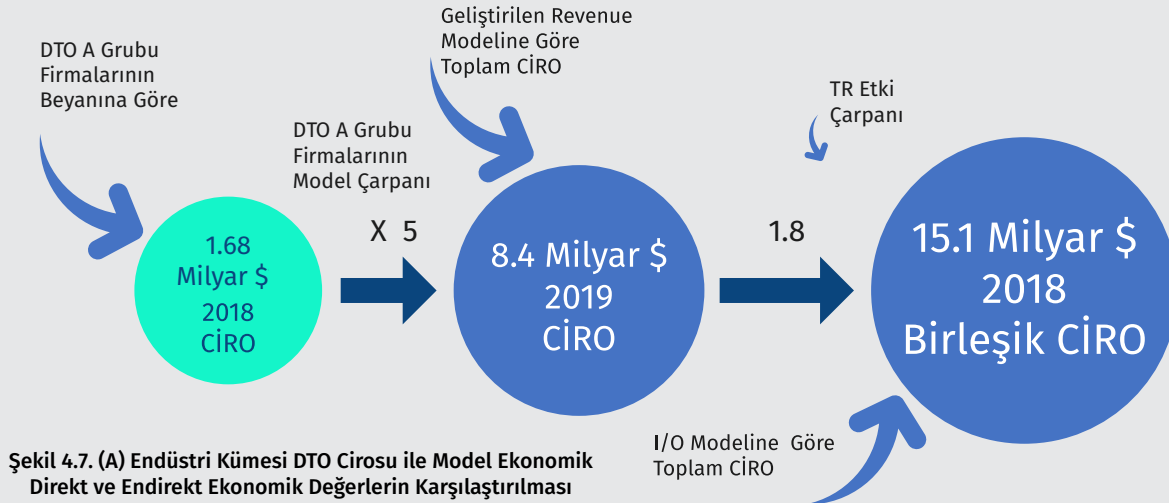 DTO A Grubu
Firmalarının
Beyanına Göre
1.68
Milyar $
2018
CİRO
DTO A Grubu
Firmalarının
Model Çarpanı
X 5
Geliştirilen Revenue
Modeline Göre
Toplam CİRO
8.4 Milyar $
2019
CİRO
TR Etki
Çarpanı
1.8
15.1 Milyar $
2018
Birleşik CİRO
I/O Modeline Göre
Toplam CİRO
Şekil 4.7. (A) Endüstri Kümesi DTO Cirosu ile Model Ekonomik
Direkt ve Endirekt Ekonomik Değerlerin Karşılaştırılması